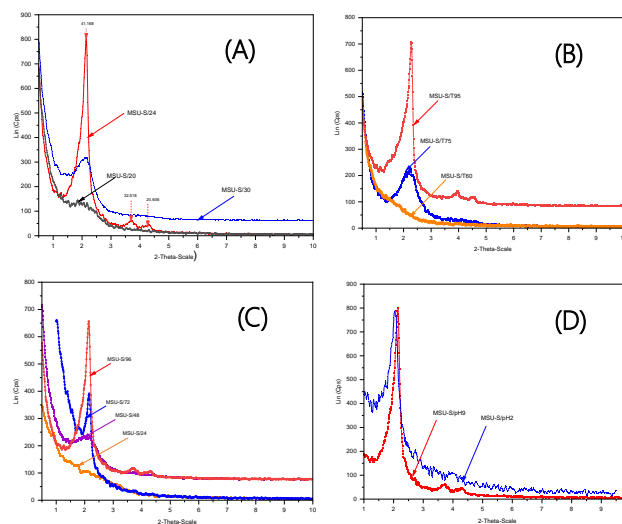 (A)
41,168
MSU-S/24
MSU-S/20
22.518
20.606
MSU-S/30
Lin (Cps)
900
800
700
600
500
400
300
200
100
0
1 2 3 4 5 6 7 8 9 10
2-Theta-Scale)
(B)
MSU-S/T95
MSU-S/T75
MSU-S/T60
Lin (Cps)
800
700
600
500
400
300
200
100
0
1 2 3 4 5 6 7 8 9 10
2-Theta-Scale
(C)
MSU-S/96
MSU-S/72
MSU-S/48
MSU-S/24
Lin (Cps)
800
700
600
500
400
300
200
100
0
1 2 3 4 5 6 7 8 9 10
2-Theta-Scale
(D)
MSU-S/pH9
MSU-S/pH2
Lin (Cps)
900
800
700
600
500
400
300
200
100
0
1 2 3 4 5 6 7 8 9
2-Theta-Scale